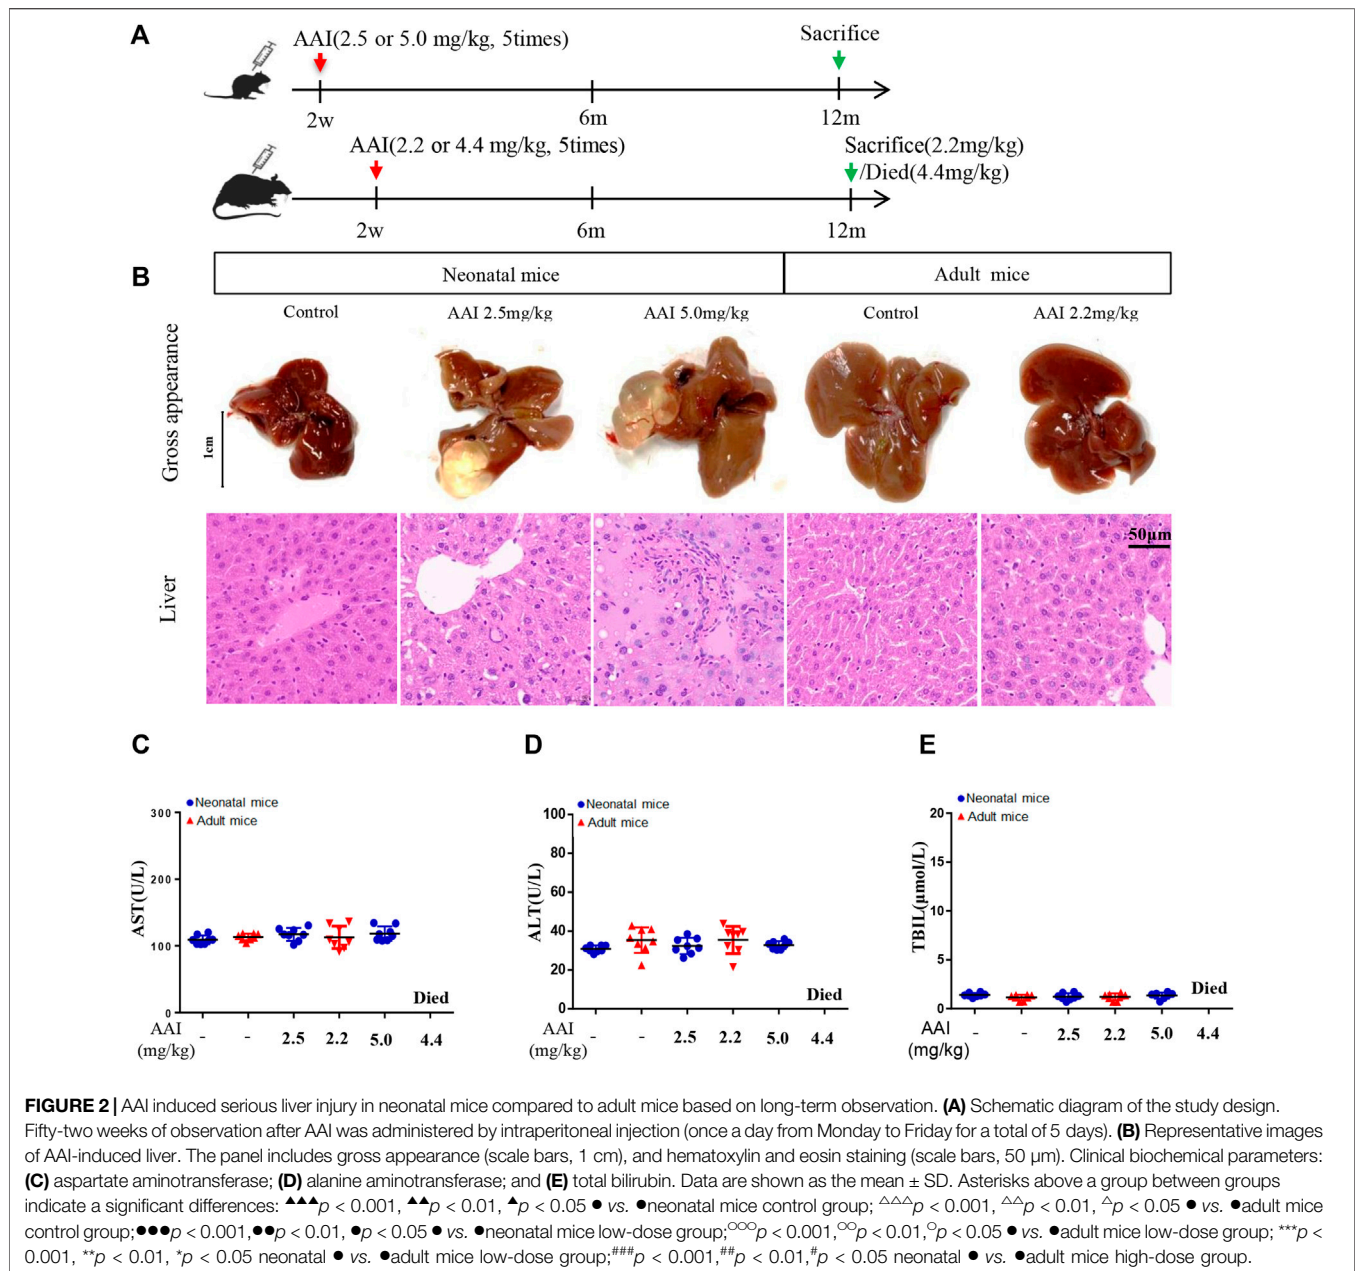 A
AAI(2.5 or 5.0 mg/kg, 5times)
Sacrifice
2w
6m
12m
AAI(2.2 or 4.4 mg/kg, 5times)
Sacrifice(2.2mg/kg)
/Died(4.4mg/kg)
2w
6m
12m
B
Neonatal mice
Adult mice
Control
AAI 2.5mg/kg
AAI 5.0mg/kg
Control
AAI 2.2mg/kg
Gross appearance
1cm
Liver
50µm
C
Neonatal mice
Adult mice
AST(U/L)
300
200
100
0
Died
AAI
(mg/kg)
- - 2.5 2.2 5.0 4.4
D
Neonatal mice
Adult mice
ALT(U/L)
100
80
60
40
20
0
Died
AAI
(mg/kg)
- - 2.5 2.2 5.0 4.4
E
Neonatal mice
Adult mice
TBIL(µmol/L)
20
15
10
5
0
Died
AAI
(mg/kg)
- - 2.5 2.2 5.0 4.4
FIGURE 2 | AAI induced serious liver injury in neonatal mice compared to adult mice based on long-term observation. (A) Schematic diagram of the study design.
Fifty-two weeks of observation after AAI was administered by intraperitoneal injection (once a day from Monday to Friday for a total of 5 days). (B) Representative images
of AAI-induced liver. The panel includes gross appearance (scale bars, 1 cm), and hematoxylin and eosin staining (scale bars, 50 µm). Clinical biochemical parameters:
(C) aspartate aminotransferase; (D) alanine aminotransferase; and (E) total bilirubin. Data are shown as the mean ± SD. Asterisks above a group between groups
indicate a significant differences: ▲▲▲p < 0.001, ▲▲p < 0.01, ▲p < 0.05 ● vs. ●neonatal mice control group; △△△p < 0.001, △△p < 0.01, △p < 0.05 ● vs. ●adult mice
control group;●●●p < 0.001,●●p < 0.01, ●p < 0.05 ● vs. ●neonatal mice low-dose group;○○○p < 0.001,○○p < 0.01,○p < 0.05 ● vs. ●adult mice low-dose group; ***p <
0.001, **p < 0.01, *p < 0.05 neonatal ● vs. ●adult mice low-dose group;###p < 0.001,##p < 0.01,#p < 0.05 neonatal ● vs. ●adult mice high-dose group.